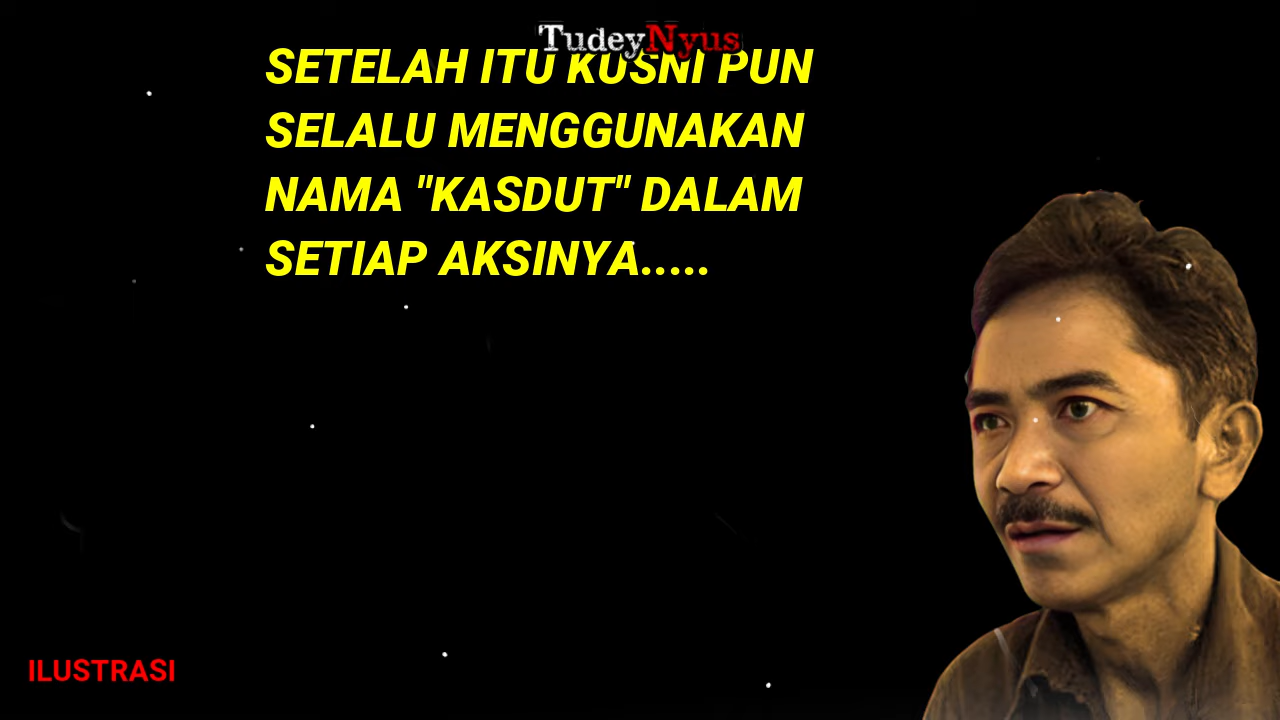 TudeyNyus
SETELAH ITU KUSNI PUN
SELALU MENGGUNAKAN
NAMA "KASDUT" DALAM
SETIAP AKSINYA.....
ILUSTRASI